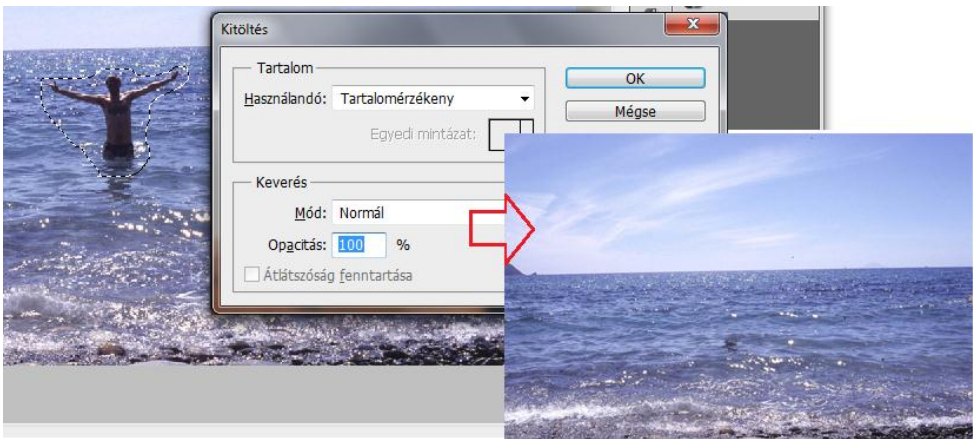 Kitöltés
Tartalom
OK
Használandó: Tartalomérzékeny
Mégse
Egyedi mintázat:
Keverés
Mód: Normál
Opacitás: 100 %
Átlátszóság fenntartása